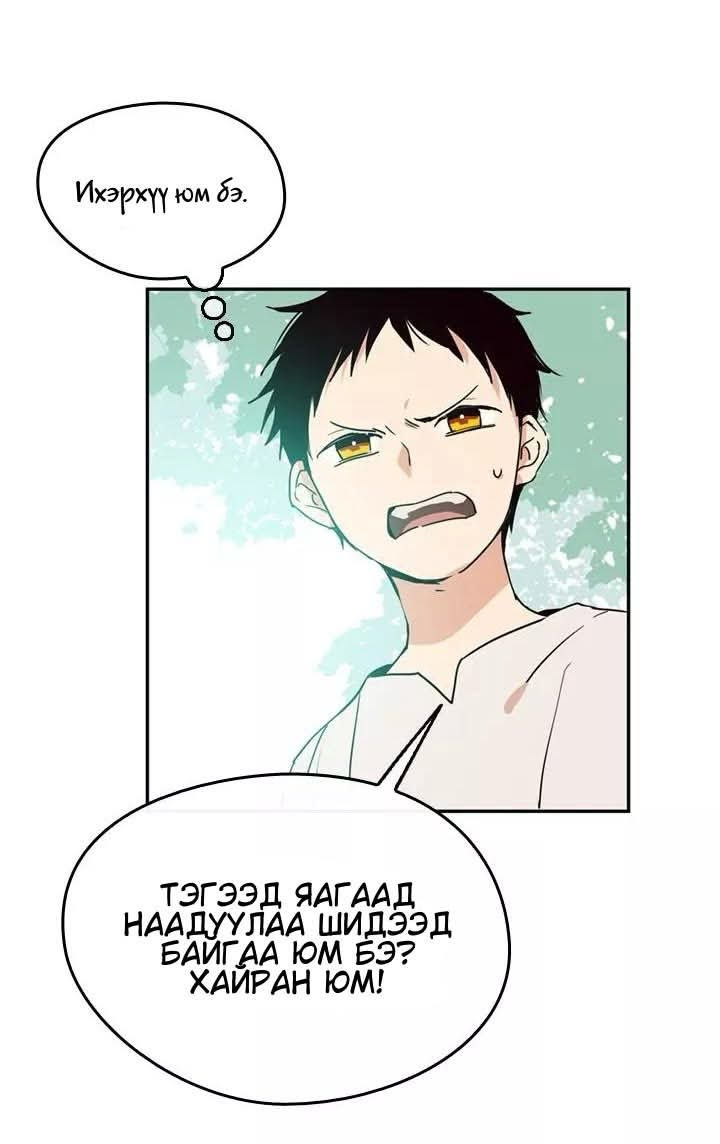 Ихэрхүү юм бэ.
ТЭГЭЭД ЯАГААД
НААДУУЛАА ШИДЭЭД
БАЙГАА ЮМ БЭ?
ХАЙРАН ЮМ!